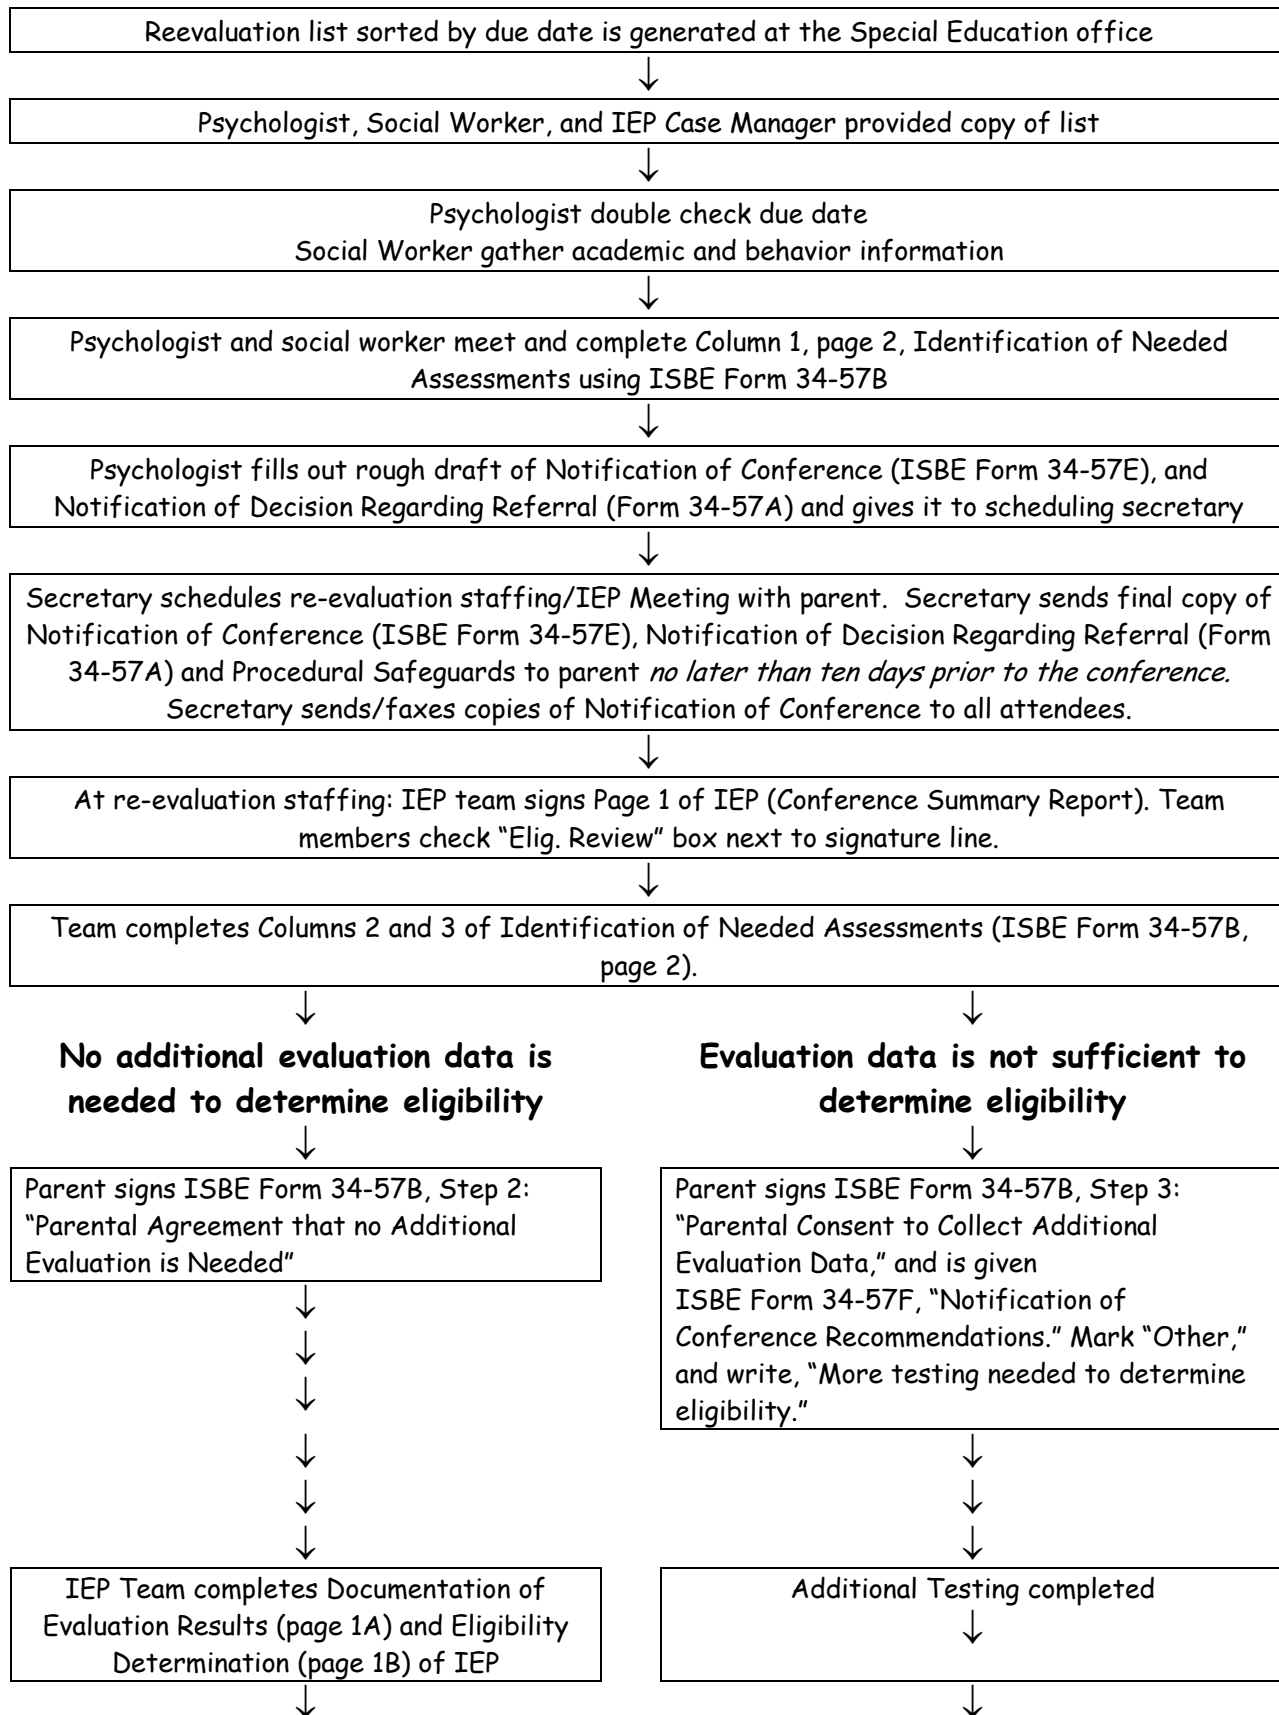 Reevaluation list sorted by due date is generated at the Special Education office
↓
Psychologist, Social Worker, and IEP Case Manager provided copy of list
↓
Psychologist double check due date
Social Worker gather academic and behavior information
↓
Psychologist and social worker meet and complete Column 1, page 2, Identification of Needed
Assessments using ISBE Form 34-57B
↓
Psychologist fills out rough draft of Notification of Conference (ISBE Form 34-57E), and
Notification of Decision Regarding Referral (Form 34-57A) and gives it to scheduling secretary
↓
Secretary schedules re-evaluation staffing/IEP Meeting with parent.  Secretary sends final copy of
Notification of Conference (ISBE Form 34-57E), Notification of Decision Regarding Referral (Form
34-57A) and Procedural Safeguards to parent no later than ten days prior to the conference.
Secretary sends/faxes copies of Notification of Conference to all attendees.
↓
At re-evaluation staffing: IEP team signs Page 1 of IEP (Conference Summary Report). Team
members check “Elig. Review” box next to signature line.
↓
Team completes Columns 2 and 3 of Identification of Needed Assessments (ISBE Form 34-57B,
page 2).
↓
No additional evaluation data is
needed to determine eligibility
↓
Parent signs ISBE Form 34-57B, Step 2:
“Parental Agreement that no Additional
Evaluation is Needed”
↓
↓
↓
↓
↓
↓
IEP Team completes Documentation of
Evaluation Results (page 1A) and Eligibility
Determination (page 1B) of IEP
↓
↓
Evaluation data is not sufficient to
determine eligibility
↓
Parent signs ISBE Form 34-57B, Step 3:
“Parental Consent to Collect Additional
Evaluation Data,” and is given
ISBE Form 34-57F, “Notification of
Conference Recommendations.” Mark “Other,”
and write, “More testing needed to determine
eligibility.”
↓
↓
↓
Additional Testing completed
↓
↓